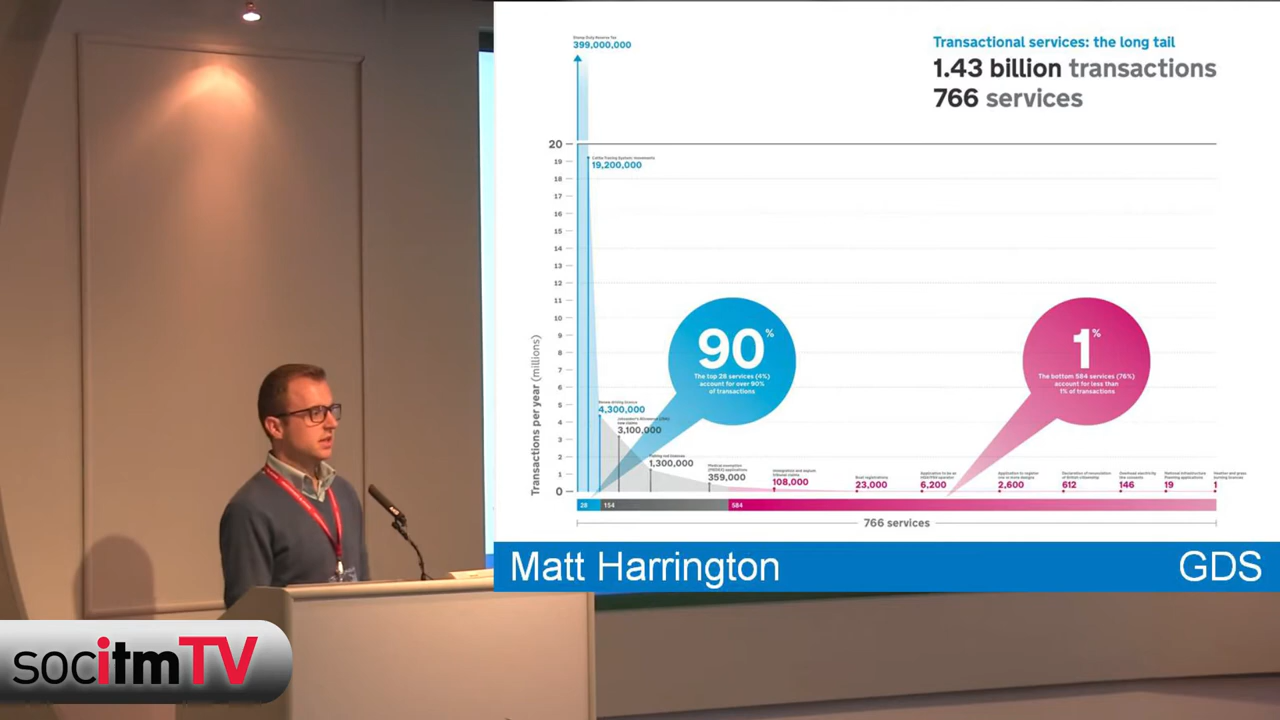 Stamp Duty Reserve Tax
399,000,000
Transactional services: the long tail
1.43 billion transactions
766 services
20
19
18
17
16
15
14
13
12
11
10
9
8
7
6
5
4
3
2
1
0
Transactions per year (millions)
19,200,000
4,300,000
3,100,000
1,300,000
359,000
108,000
23,000
6,200
2,600
612
146
19
1
90%
The top 28 services (4%)
account for over 90%
of transactions
1%
The bottom 584 services (76%)
account for less than
1% of transactions
28
154
584
766 services
Matt Harrington
GDS
socitmTV